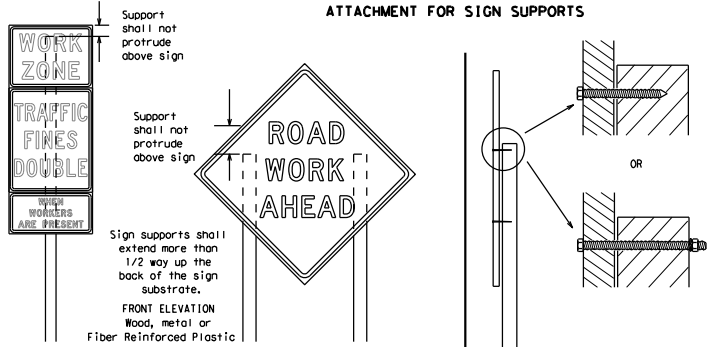 ATTACHMENT FOR SIGN SUPPORTS
Support
shall not
protrude
above sign
WORK
ZONE
TRAFFIC
FINES
DOUBLE
WHEN
WORKERS
ARE PRESENT
Support
shall not
protrude
above sign
ROAD
WORK
AHEAD
Sign supports shall
extend more than
1/2 way up the
back of the sign
substrate.
FRONT ELEVATION
Wood, metal or
Fiber Reinforced Plastic
OR